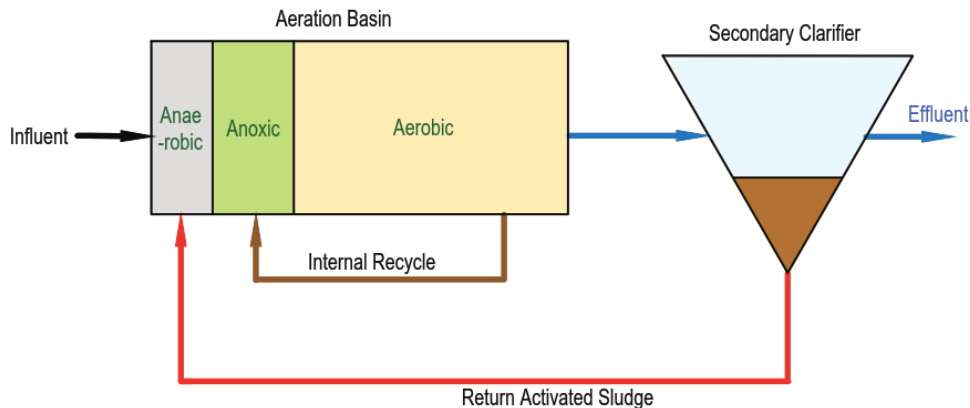 Aeration Basin
Secondary Clarifier
Influent
Anae
-robic
Anoxic
Aerobic
Effluent
Internal Recycle
Return Activated Sludge